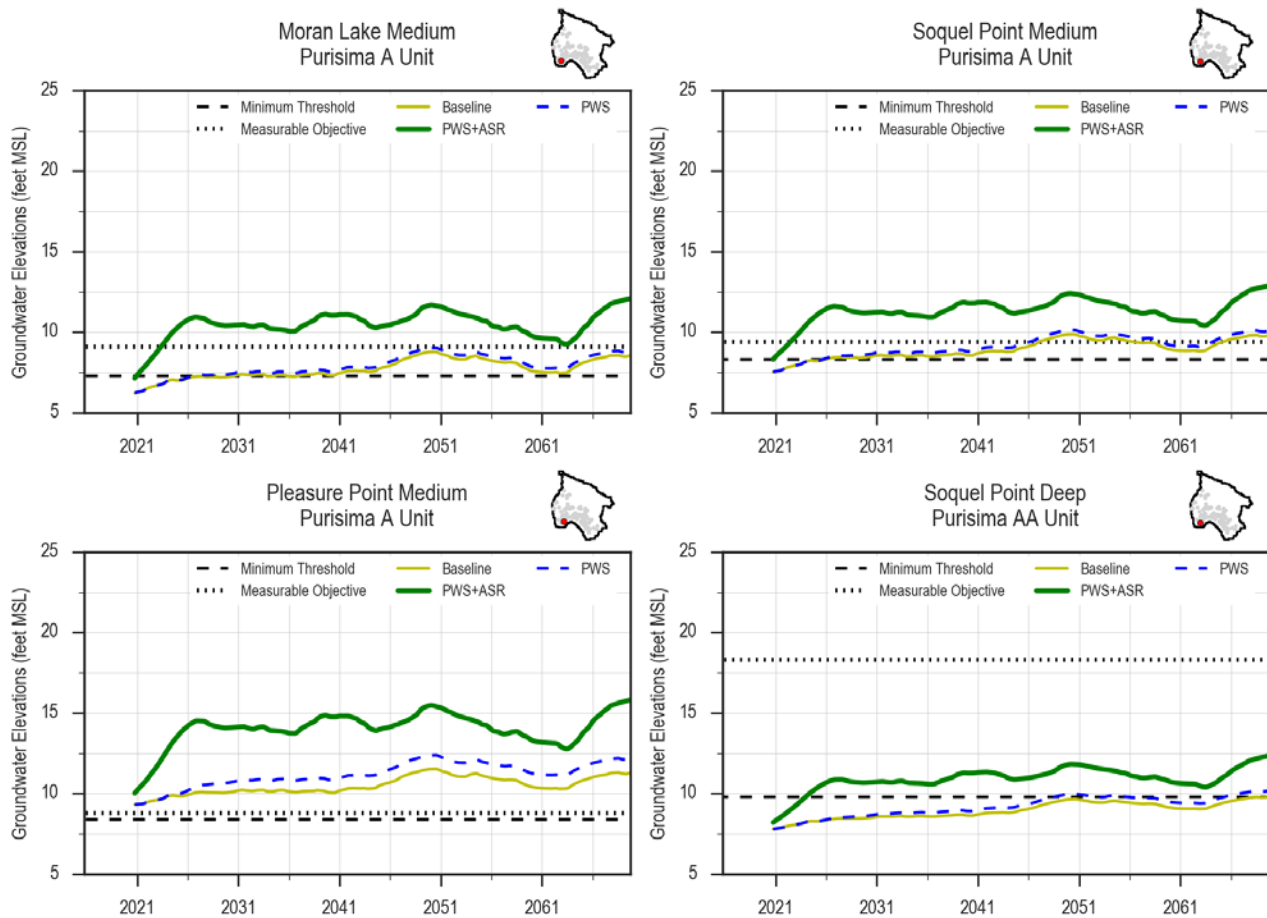 Moran Lake Medium
Purisima A Unit
Minimum Threshold
Baseline
PWS
Measurable Objective
PWS+ASR
Groundwater Elevations (feet MSL)
25
20
15
10
5
2021
2031
2041
2051
2061
Soquel Point Medium
Purisima A Unit
Minimum Threshold
Baseline
PWS
Measurable Objective
PWS+ASR
Groundwater Elevations (feet MSL)
25
20
15
10
5
2021
2031
2041
2051
2061
Pleasure Point Medium
Purisima A Unit
Minimum Threshold
Baseline
PWS
Measurable Objective
PWS+ASR
Groundwater Elevations (feet MSL)
25
20
15
10
5
2021
2031
2041
2051
2061
Soquel Point Deep
Purisima AA Unit
Minimum Threshold
Baseline
PWS
Measurable Objective
PWS+ASR
Groundwater Elevations (feet MSL)
25
20
15
10
5
2021
2031
2041
2051
2061